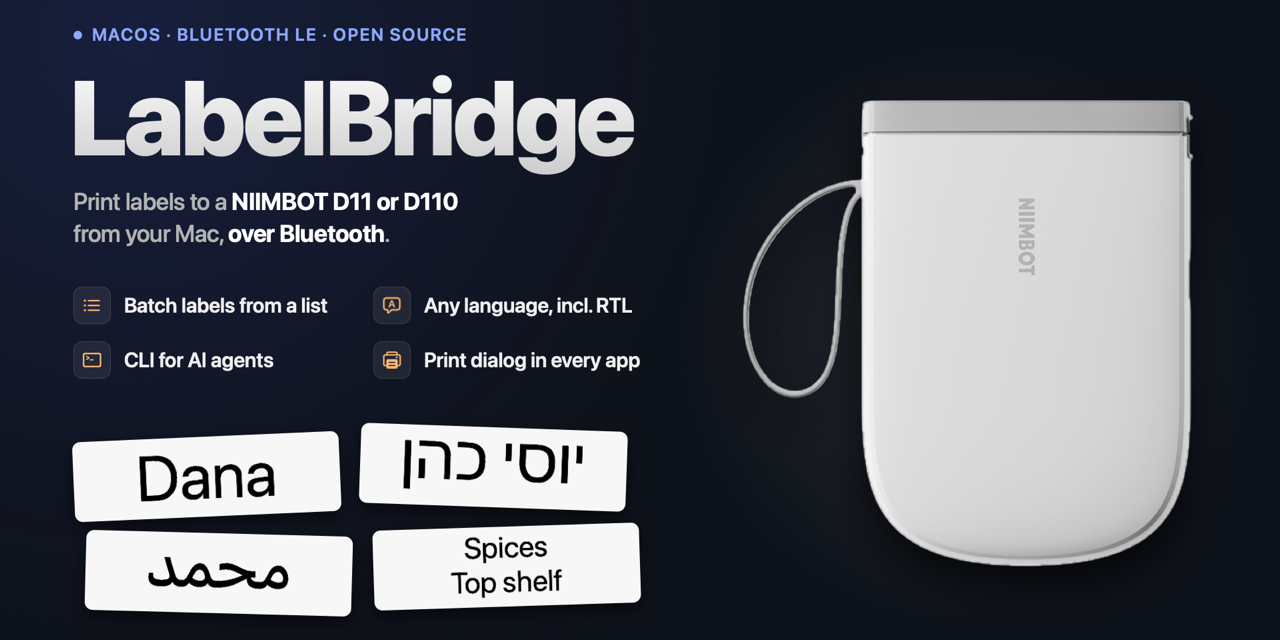 MACOS · BLUETOOTH LE · OPEN SOURCE
LabelBridge
Print labels to a NIIMBOT D11 or D110
from your Mac, over Bluetooth.
Batch labels from a list
Any language, incl. RTL
CLI for AI agents
Print dialog in every app
Dana
יוסי כהן
محمد
Spices
Top shelf
NIIMBOT